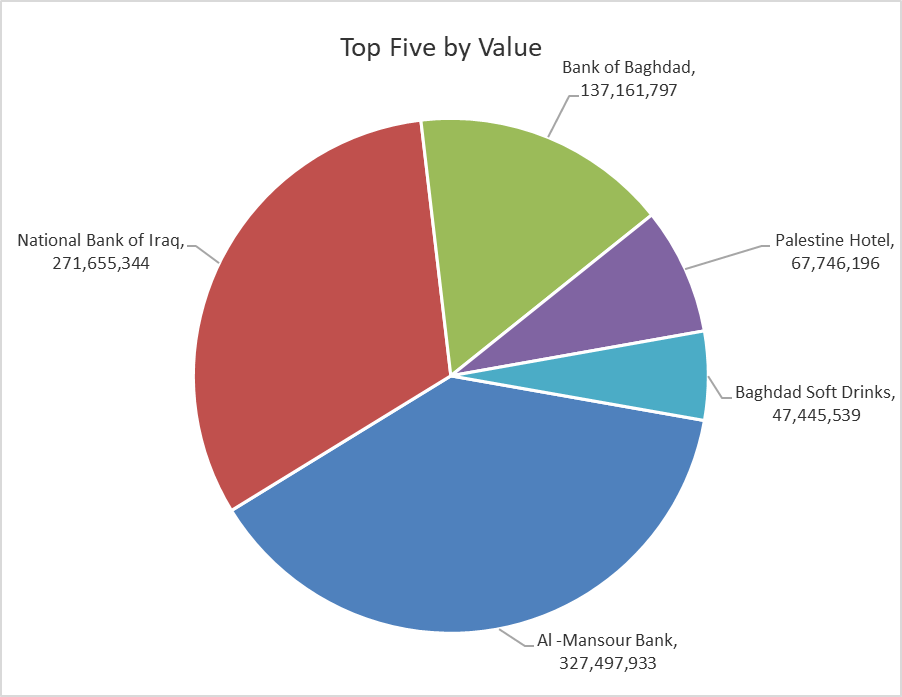 Top Five by Value
Bank of Baghdad,
137,161,797
National Bank of Iraq,
271,655,344
Palestine Hotel,
67,746,196
Baghdad Soft Drinks,
47,445,539
Al -Mansour Bank,
327,497,933